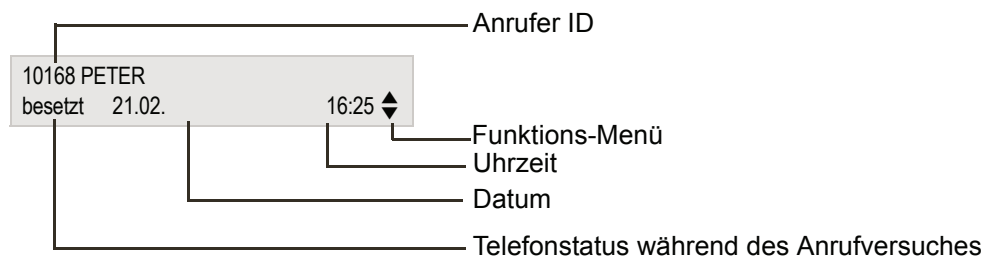 Anrufer ID
10168 PETER
besetzt 21.02. 16:25
Funktions-Menü
Uhrzeit
Datum
Telefonstatus während des Anrufversuches